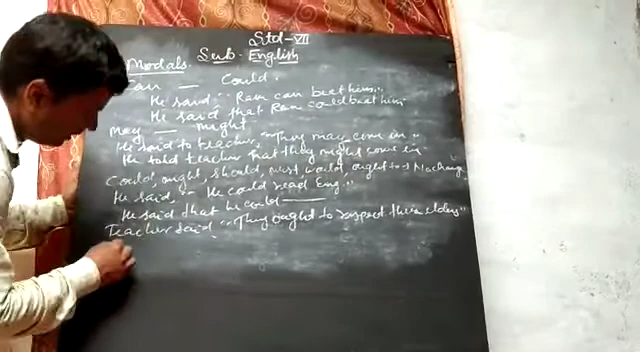 Std-VII
Sub- English
Modals.
Can — Could.
He said, "Ram can beat him."
He said that Ram could beat him
May — might
He said to teacher, "They may come in"
He told teacher that they might come in
Could, ought, should, must, would, ought to → No change
He said, "He could read Eng."
He said that he could ———
Teacher said "They ought to respect their elders"